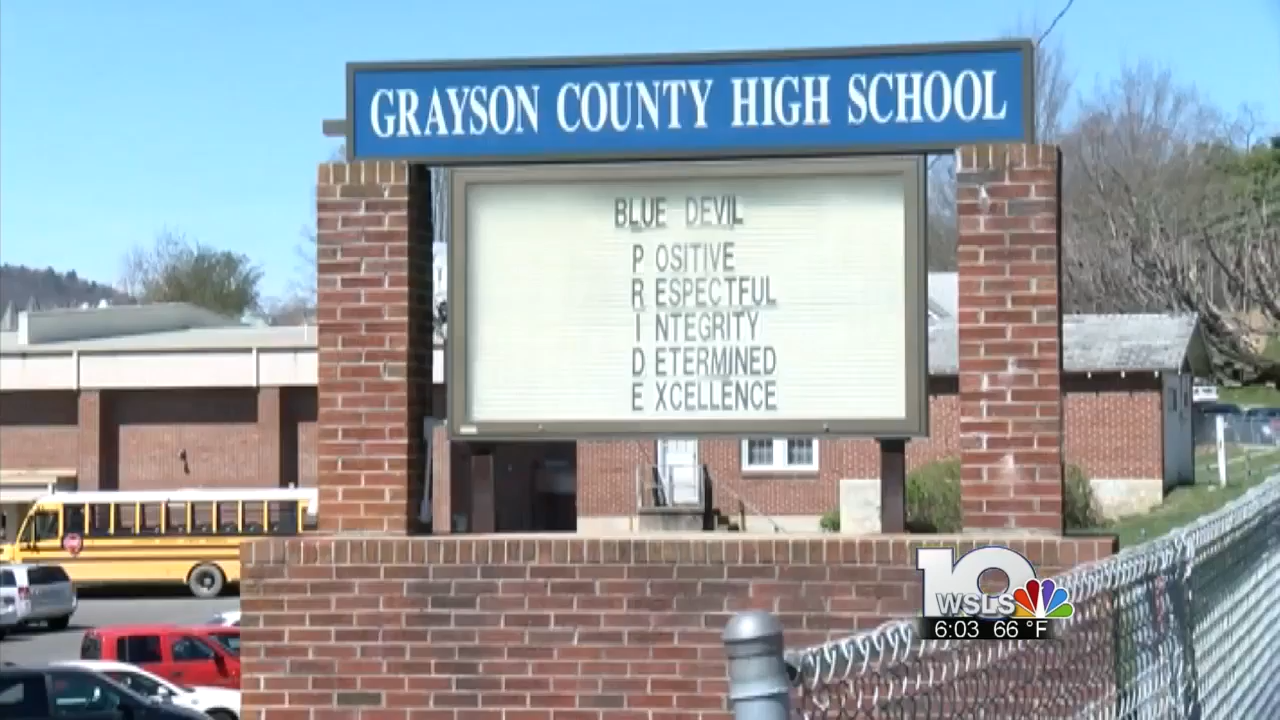 GRAYSON COUNTY HIGH SCHOOL
BLUE DEVIL
P OSITIVE
R ESPECTFUL
I NTEGRITY
D ETERMINED
E XCELLENCE
10
WSLS
6:03 66 °F